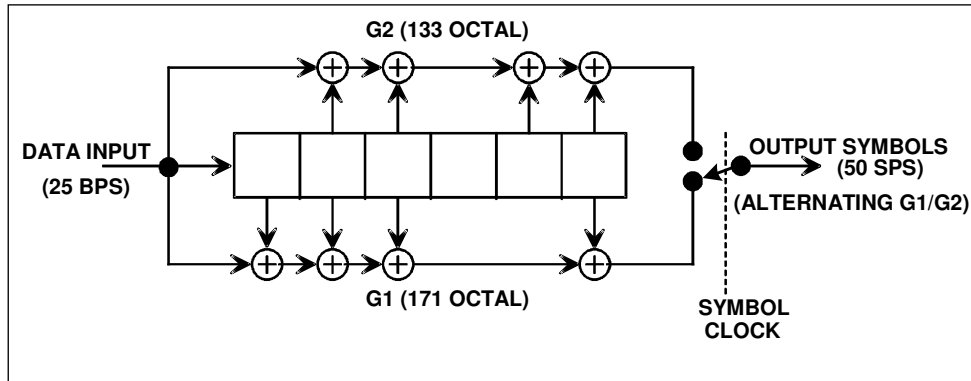 G2 (133 OCTAL)
DATA INPUT
(25 BPS)
OUTPUT SYMBOLS
(50 SPS)
(ALTERNATING G1/G2)
G1 (171 OCTAL)
SYMBOL
CLOCK